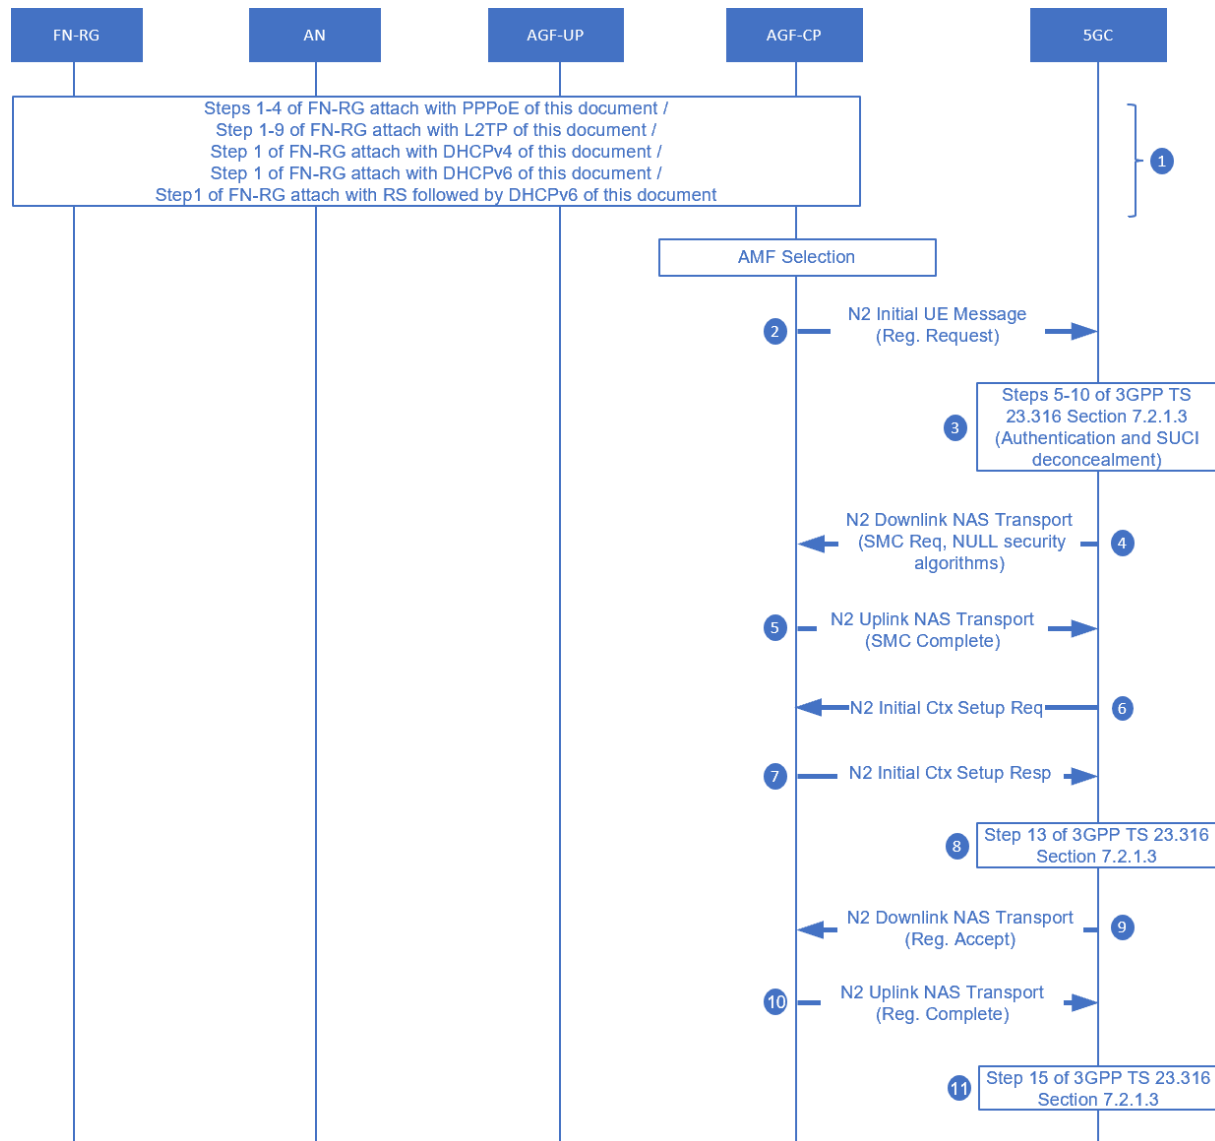 FN-RG
AN
AGF-UP
AGF-CP
5GC
Steps 1-4 of FN-RG attach with PPPoE of this document /
Step 1-9 of FN-RG attach with L2TP of this document /
Step 1 of FN-RG attach with DHCPv4 of this document /
Step 1 of FN-RG attach with DHCPv6 of this document /
Step1 of FN-RG attach with RS followed by DHCPv6 of this document
1
AMF Selection
2
N2 Initial UE Message
(Reg. Request)
3
Steps 5-10 of 3GPP TS
23.316 Section 7.2.1.3
(Authentication and SUCI
deconcealment)
N2 Downlink NAS Transport
(SMC Req, NULL security
algorithms)
4
5
N2 Uplink NAS Transport
(SMC Complete)
N2 Initial Ctx Setup Req
6
7
N2 Initial Ctx Setup Resp
8
Step 13 of 3GPP TS 23.316
Section 7.2.1.3
N2 Downlink NAS Transport
(Reg. Accept)
9
10
N2 Uplink NAS Transport
(Reg. Complete)
11
Step 15 of 3GPP TS 23.316
Section 7.2.1.3